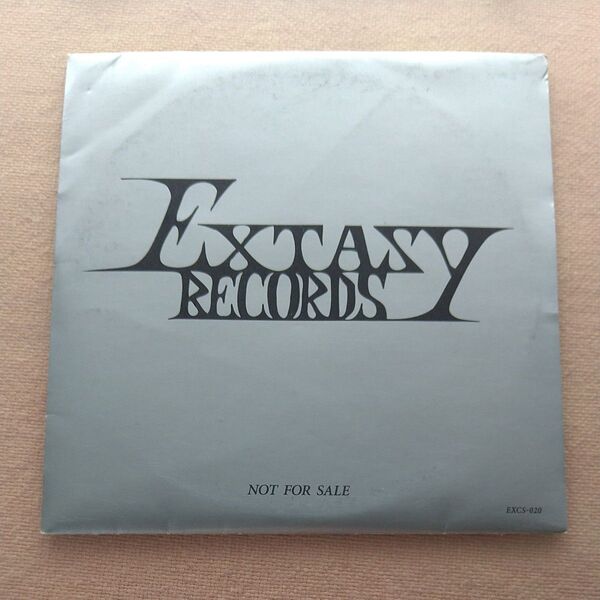 EXTASY
RECORDS
NOT FOR SALE
EXCS-020